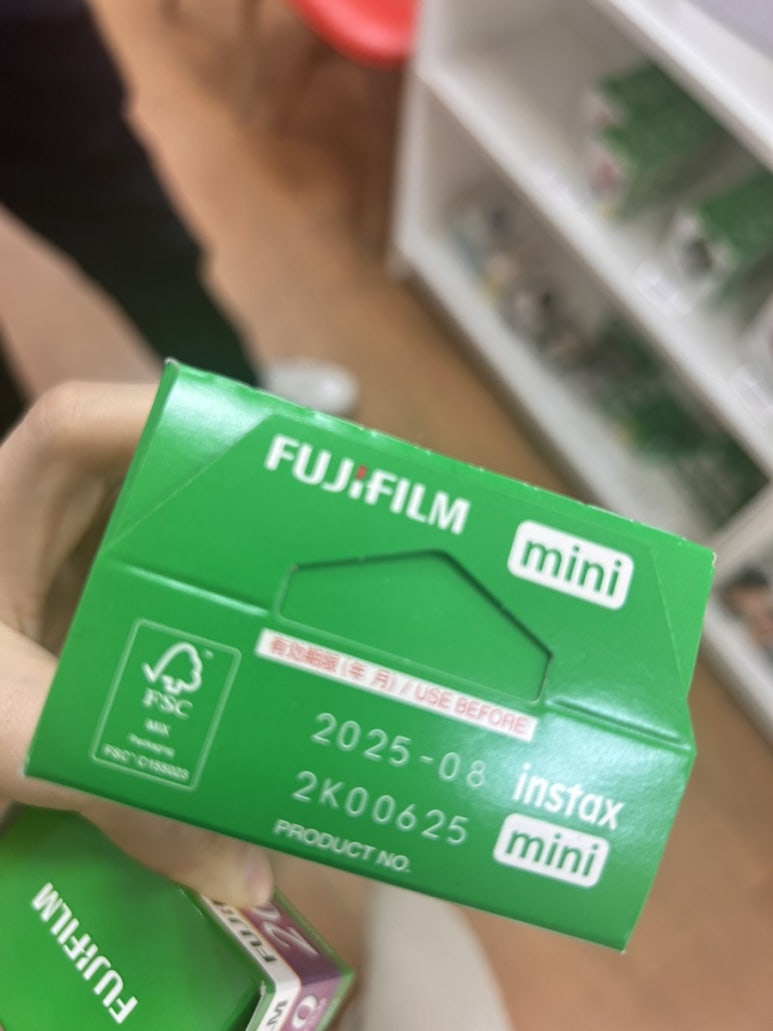 FUJIFILM
mini
有効期限(年 月) / USE BEFORE
2025-08
2K00625
PRODUCT NO.
instax
mini
FSC
MIX
FUJIFILM